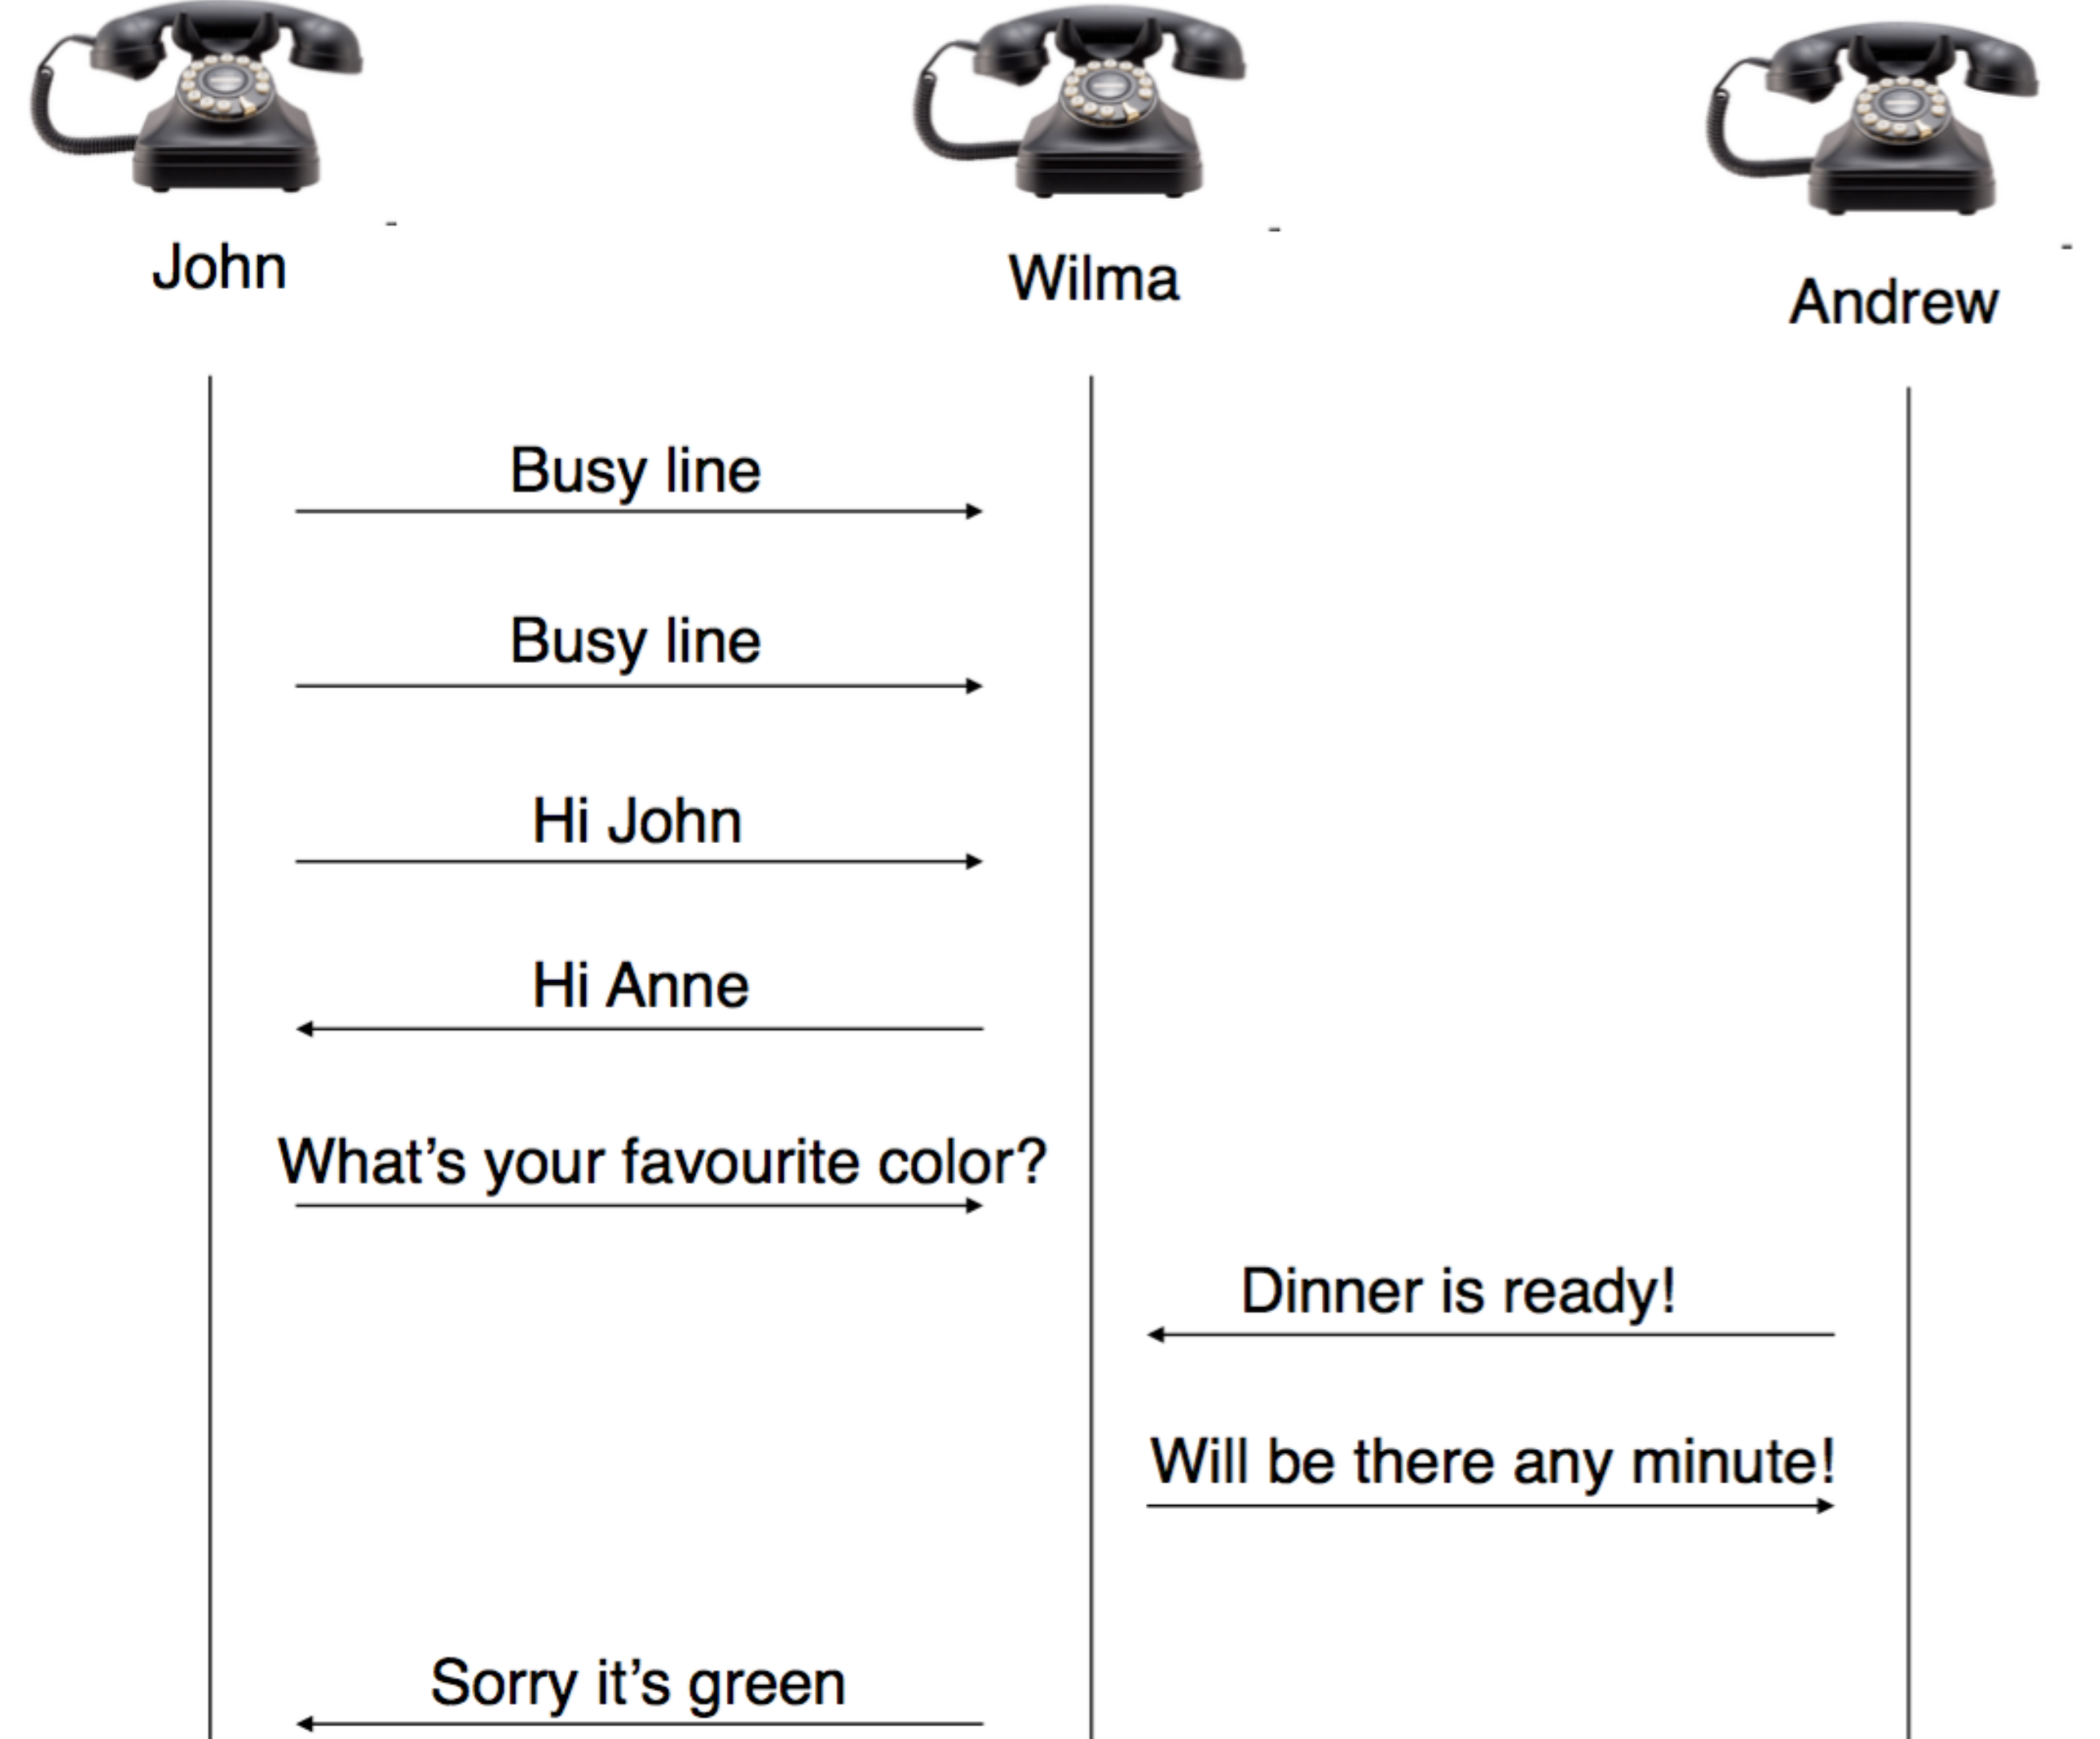 John
Wilma
Andrew
Busy line
Busy line
Hi John
Hi Anne
What's your favourite color?
Dinner is ready!
Will be there any minute!
Sorry it's green